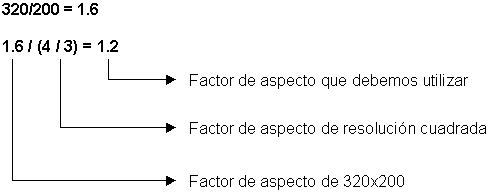 320/200 = 1.6
1.6 / (4 / 3) = 1.2
Factor de aspecto que debemos utilizar
Factor de aspecto de resolución cuadrada
Factor de aspecto de 320x200